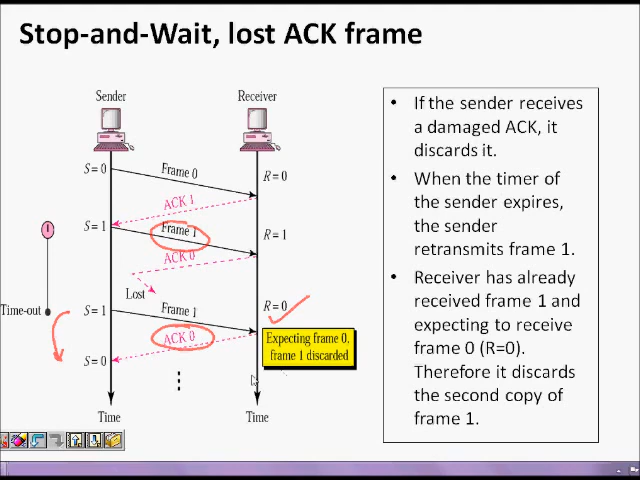 Stop-and-Wait, lost ACK frame
Sender
Receiver
S = 0
Frame 0
R = 0
ACK 1
S = 1
Frame 1
R = 1
ACK 0
Lost
Time-out
S = 1
Frame 1
R = 0
ACK 0
Expecting frame 0,
frame 1 discarded
S = 0
Time
Time
• If the sender receives
a damaged ACK, it
discards it.
• When the timer of
the sender expires,
the sender
retransmits frame 1.
• Receiver has already
received frame 1 and
expecting to receive
frame 0 (R=0).
Therefore it discards
the second copy of
frame 1.